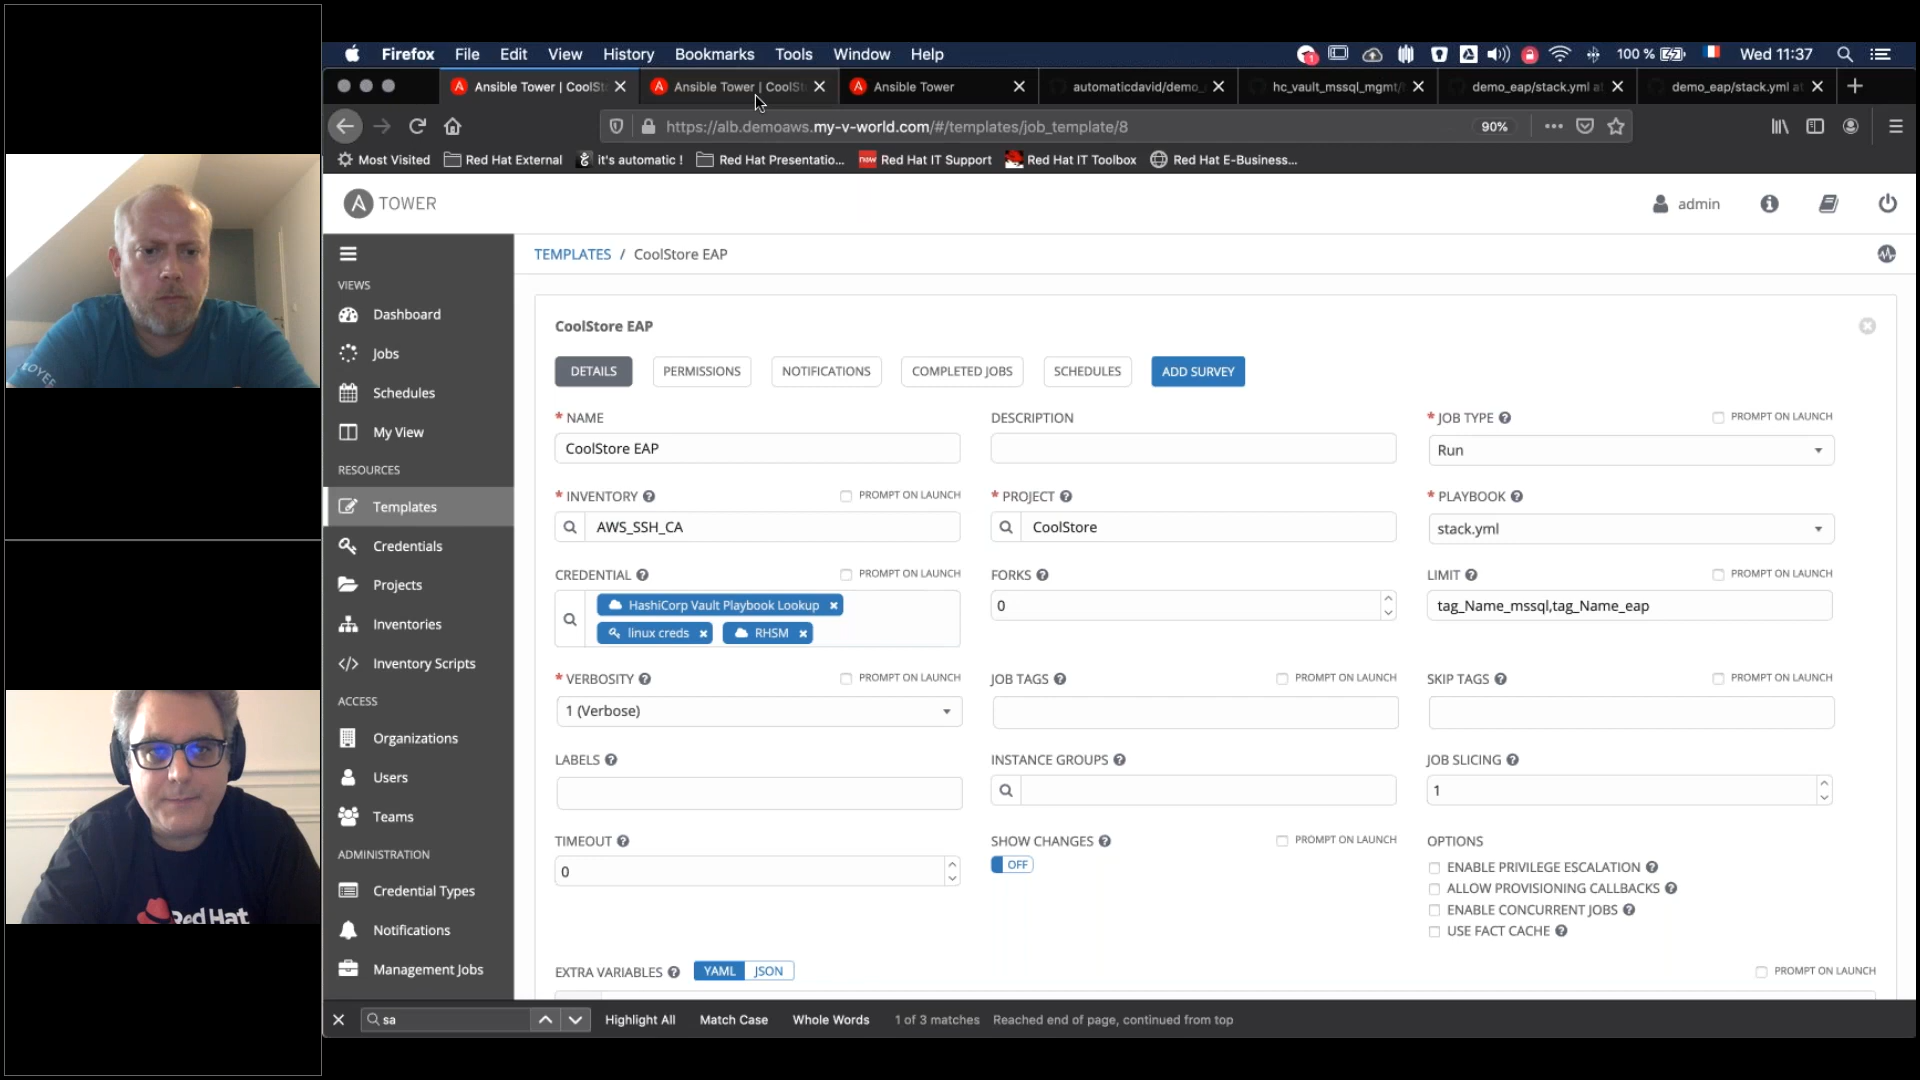 Firefox File Edit View History Bookmarks Tools Window Help
100 % Wed 11:37
Ansible Tower | CoolSt
Ansible Tower | CoolSt
Ansible Tower
automaticdavid/demo_
hc_vault_mssql_mgmt/
demo_eap/stack.yml at
demo_eap/stack.yml at
https://alb.demoaws.my-v-world.com/#/templates/job_template/8
90%
Most Visited
Red Hat External
it's automatic !
Red Hat Presentatio...
Red Hat IT Support
Red Hat IT Toolbox
Red Hat E-Business...
A TOWER
admin
VIEWS
Dashboard
Jobs
Schedules
My View
RESOURCES
Templates
Credentials
Projects
Inventories
Inventory Scripts
ACCESS
Organizations
Users
Teams
ADMINISTRATION
Credential Types
Notifications
Management Jobs
TEMPLATES / CoolStore EAP
CoolStore EAP
DETAILS
PERMISSIONS
NOTIFICATIONS
COMPLETED JOBS
SCHEDULES
ADD SURVEY
* NAME
CoolStore EAP
DESCRIPTION
* JOB TYPE
PROMPT ON LAUNCH
Run
* INVENTORY
PROMPT ON LAUNCH
AWS_SSH_CA
* PROJECT
CoolStore
* PLAYBOOK
stack.yml
CREDENTIAL
PROMPT ON LAUNCH
HashiCorp Vault Playbook Lookup
linux creds
RHSM
FORKS
0
LIMIT
PROMPT ON LAUNCH
tag_Name_mssql,tag_Name_eap
* VERBOSITY
PROMPT ON LAUNCH
1 (Verbose)
JOB TAGS
PROMPT ON LAUNCH
SKIP TAGS
PROMPT ON LAUNCH
LABELS
INSTANCE GROUPS
JOB SLICING
1
TIMEOUT
0
SHOW CHANGES
PROMPT ON LAUNCH
OFF
OPTIONS
ENABLE PRIVILEGE ESCALATION
ALLOW PROVISIONING CALLBACKS
ENABLE CONCURRENT JOBS
USE FACT CACHE
EXTRA VARIABLES
YAML
JSON
PROMPT ON LAUNCH
sa
Highlight All
Match Case
Whole Words
1 of 3 matches
Reached end of page, continued from top
OYEE
Red Hat